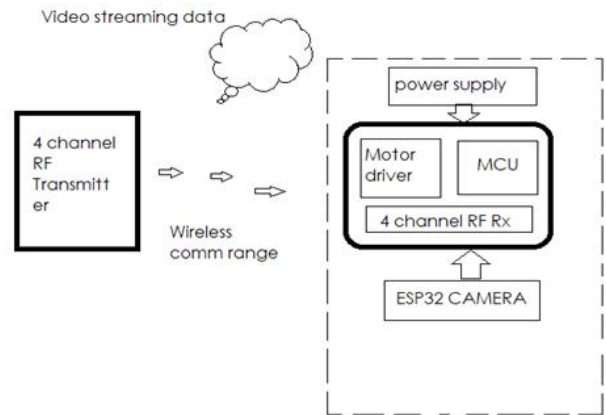 Video streaming data
4 channel
RF
Transmitt
er
Wireless
comm range
power supply
Motor
driver
MCU
4 channel RF Rx
ESP32 CAMERA